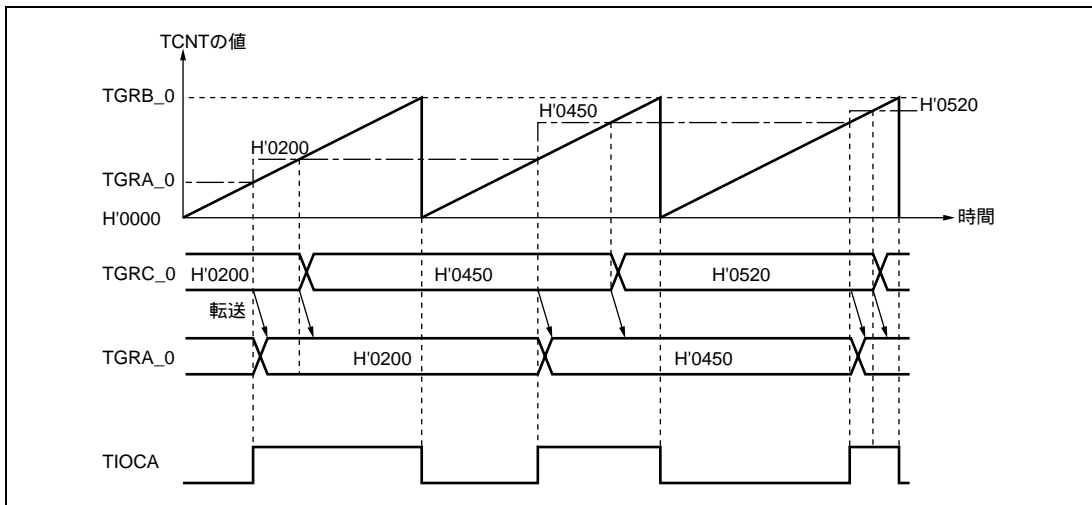 TCNTの値
TGRB_0
H'0520
H'0450
H'0200
TGRA_0
H'0000
時間
TGRC_0 H'0200 H'0450 H'0520
転送
TGRA_0 H'0200 H'0450
TIOCA